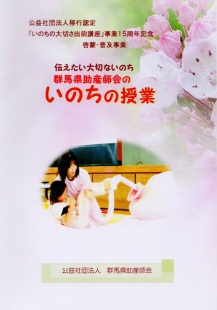 公益社団法人移行認定
「いのちの大切さ出前講座」事業15周年記念
啓蒙・普及事業
伝えたい大切ないのち
群馬県助産師会の
いのちの授業
公益社団法人　群馬県助産師会